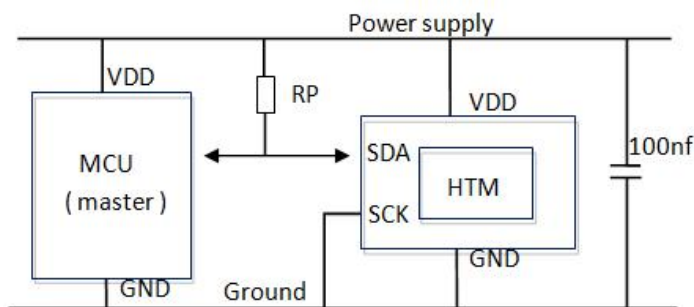 Power supply
VDD
RP
VDD
MCU
( master )
SDA
HTM
SCK
100nf
GND
GND
Ground